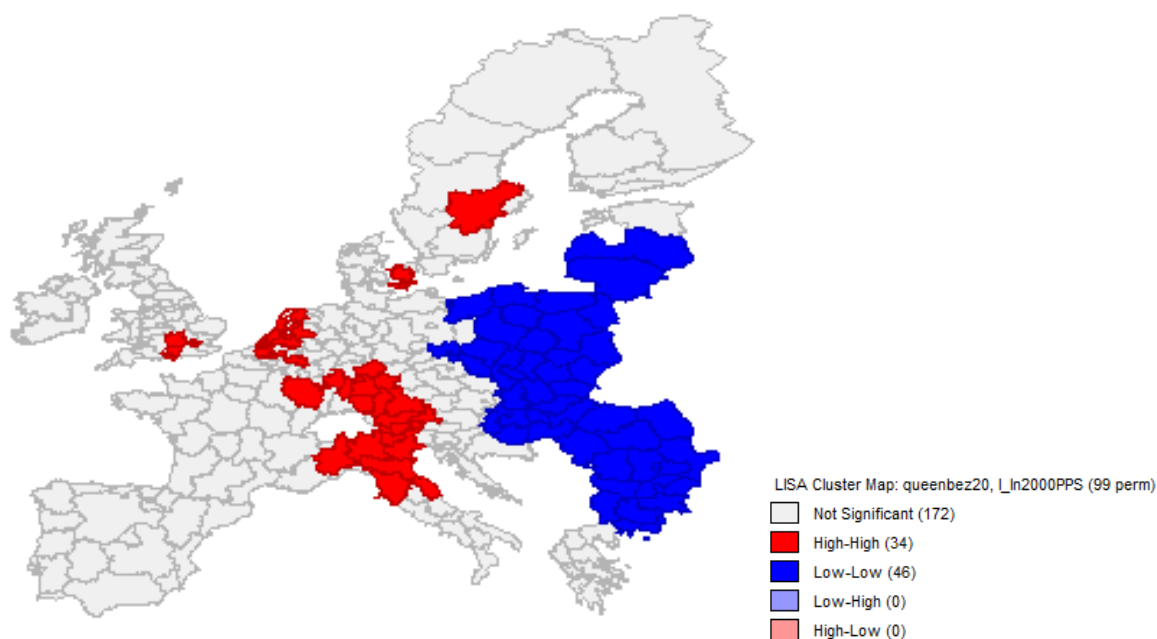 LISA Cluster Map: queenbez20, I_ln2000PPS (99 perm)
Not Significant (172)
High-High (34)
Low-Low (46)
Low-High (0)
High-Low (0)